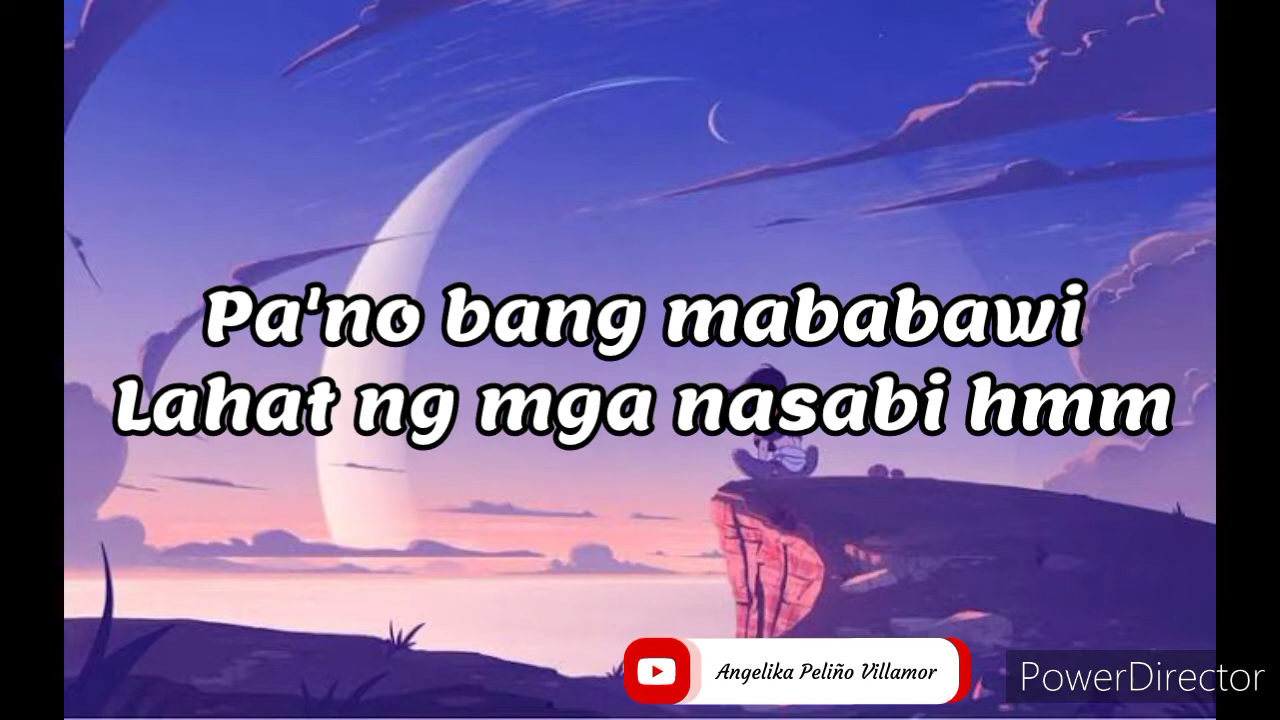 Pa'no bang mababawi
Lahat ng mga nasabi hmm
Angelika Peliño Villamor
PowerDirector